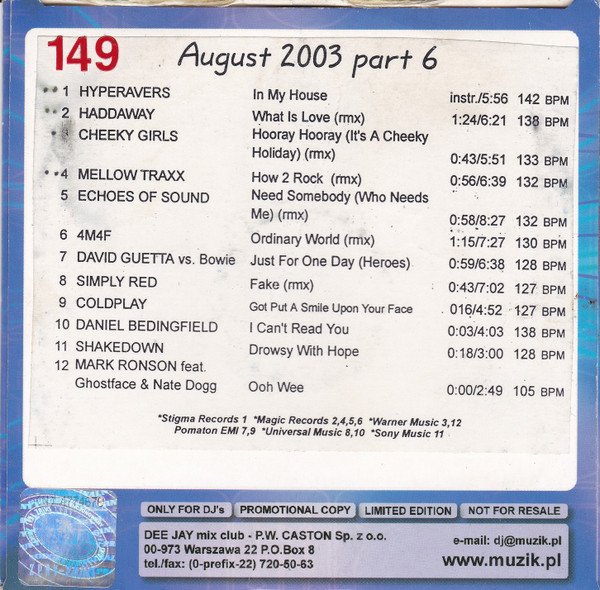 149 August 2003 part 6
1 HYPERAVERS In My House instr./5:56 142 BPM
2 HADDAWAY What Is Love (rmx) 1:24/6:21 138 BPM
CHEEKY GIRLS Hooray Hooray (It's A Cheeky
Holiday) (rmx) 0:43/5:51 133 BPM
4 MELLOW TRAXX How 2 Rock (rmx) 0:56/6:39 132 BPM
5 ECHOES OF SOUND Need Somebody (Who Needs
Me) (rmx) 0:58/8:27 132 BPM
6 4M4F Ordinary World (rmx) 1:15/7:27 130 BPM
7 DAVID GUETTA vs. Bowie Just For One Day (Heroes) 0:59/6:38 128 BPM
8 SIMPLY RED Fake (rmx) 0:43/7:02 127 BPM
9 COLDPLAY Got Put A Smile Upon Your Face 016/4:52 127 BPM
10 DANIEL BEDINGFIELD I Can't Read You 0:03/4:03 138 BPM
11 SHAKEDOWN Drowsy With Hope 0:18/3:00 128 BPM
12 MARK RONSON feat.
Ghostface & Nate Dogg Ooh Wee 0:00/2:49 105 BPM
*Stigma Records 1 *Magic Records 2,4,5,6 *Warner Music 3,12
Pomaton EMI 7,9 *Universal Music 8,10 *Sony Music 11
ONLY FOR DJ's PROMOTIONAL COPY LIMITED EDITION NOT FOR RESALE
DEE JAY mix club - P.W. CASTON Sp. z o.o.
00-973 Warszawa 22 P.O.Box 8
tel./fax: (0-prefix-22) 720-50-63
e-mail: dj@muzik.pl
www.muzik.pl